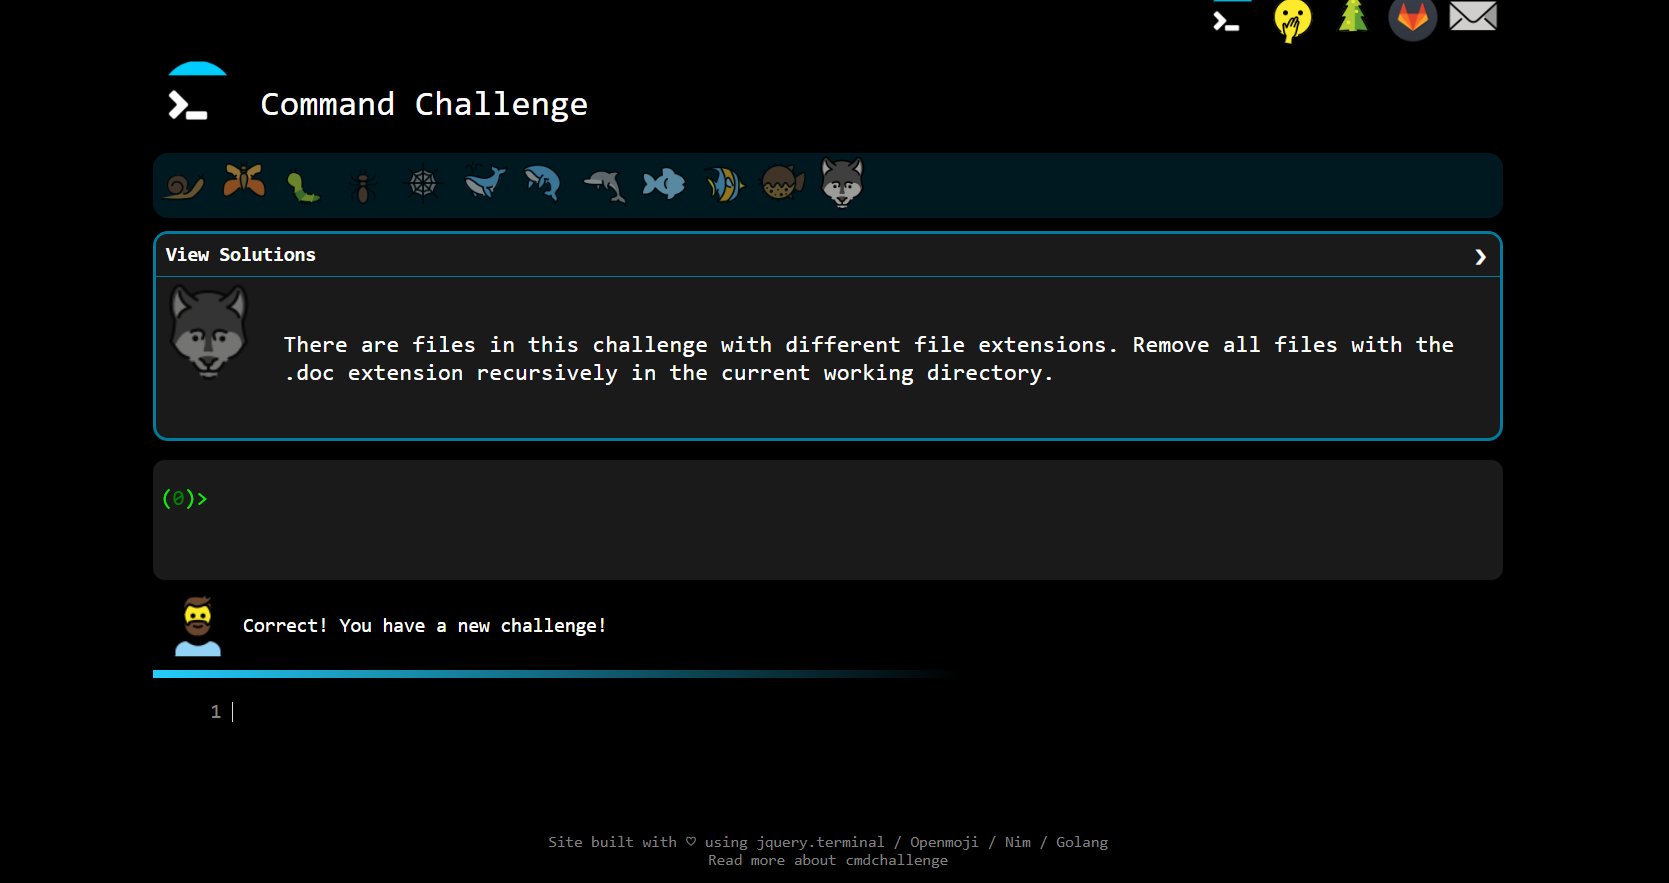 Command Challenge
View Solutions ❯
There are files in this challenge with different file extensions. Remove all files with the
.doc extension recursively in the current working directory.
(0)>
Correct! You have a new challenge!
1
Site built with ♡ using jquery.terminal / Openmoji / Nim / Golang
Read more about cmdchallenge